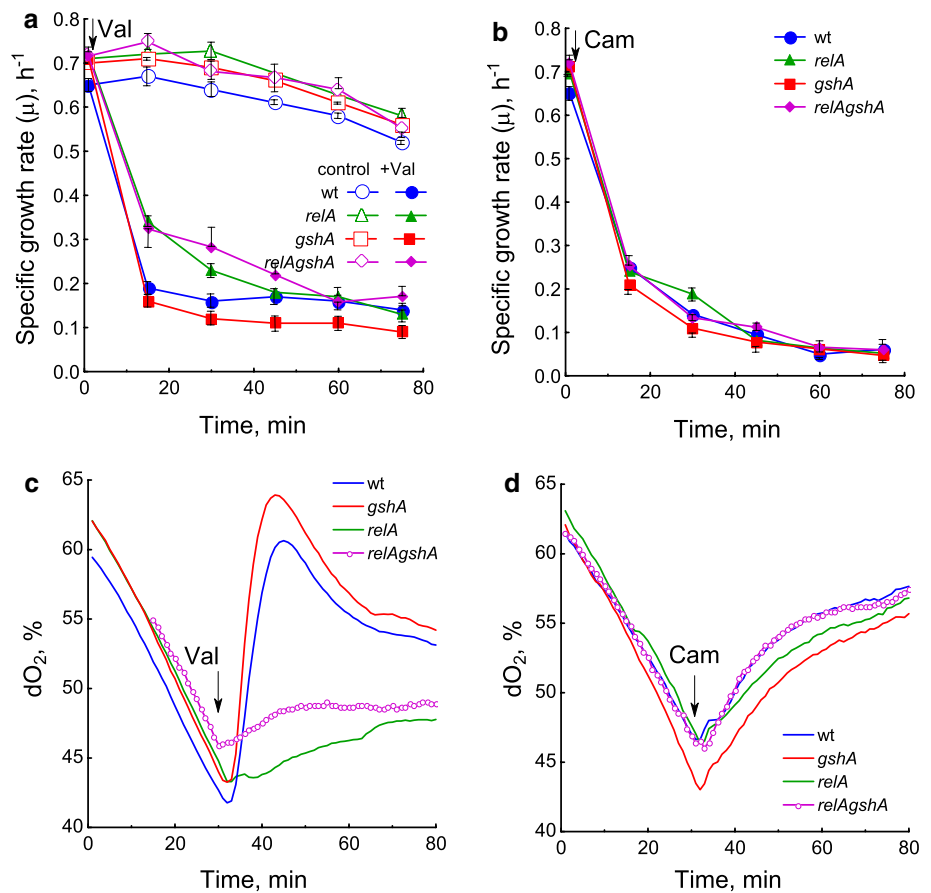 a
Val
Specific growth rate (μ), h⁻¹
0.8
0.7
0.6
0.5
0.4
0.3
0.2
0.1
0.0
0
20
40
60
80
Time, min
control +Val
wt
relA
gshA
relAgshA
b
Cam
Specific growth rate (μ), h⁻¹
0.8
0.7
0.6
0.5
0.4
0.3
0.2
0.1
0.0
0
20
40
60
80
Time, min
wt
relA
gshA
relAgshA
c
Val
dO₂, %
65
60
55
50
45
40
0
20
40
60
80
Time, min
wt
gshA
relA
relAgshA
d
Cam
dO₂, %
65
60
55
50
45
40
0
20
40
60
80
Time, min
wt
gshA
relA
relAgshA